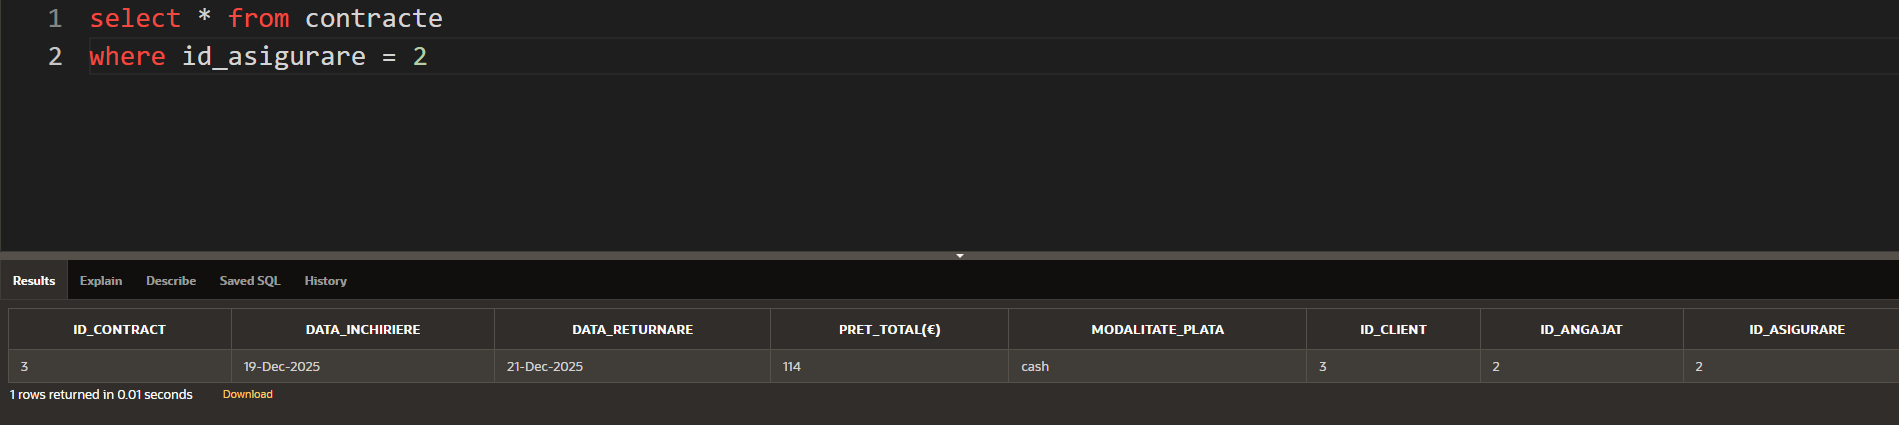 1 select * from contracte
2 where id_asigurare = 2
Results Explain Describe Saved SQL History
ID_CONTRACT DATA_INCHIRIERE DATA_RETURNARE PRET_TOTAL(€) MODALITATE_PLATA ID_CLIENT ID_ANGAJAT ID_ASIGURARE
3 19-Dec-2025 21-Dec-2025 114 cash 3 2 2
1 rows returned in 0.01 seconds Download